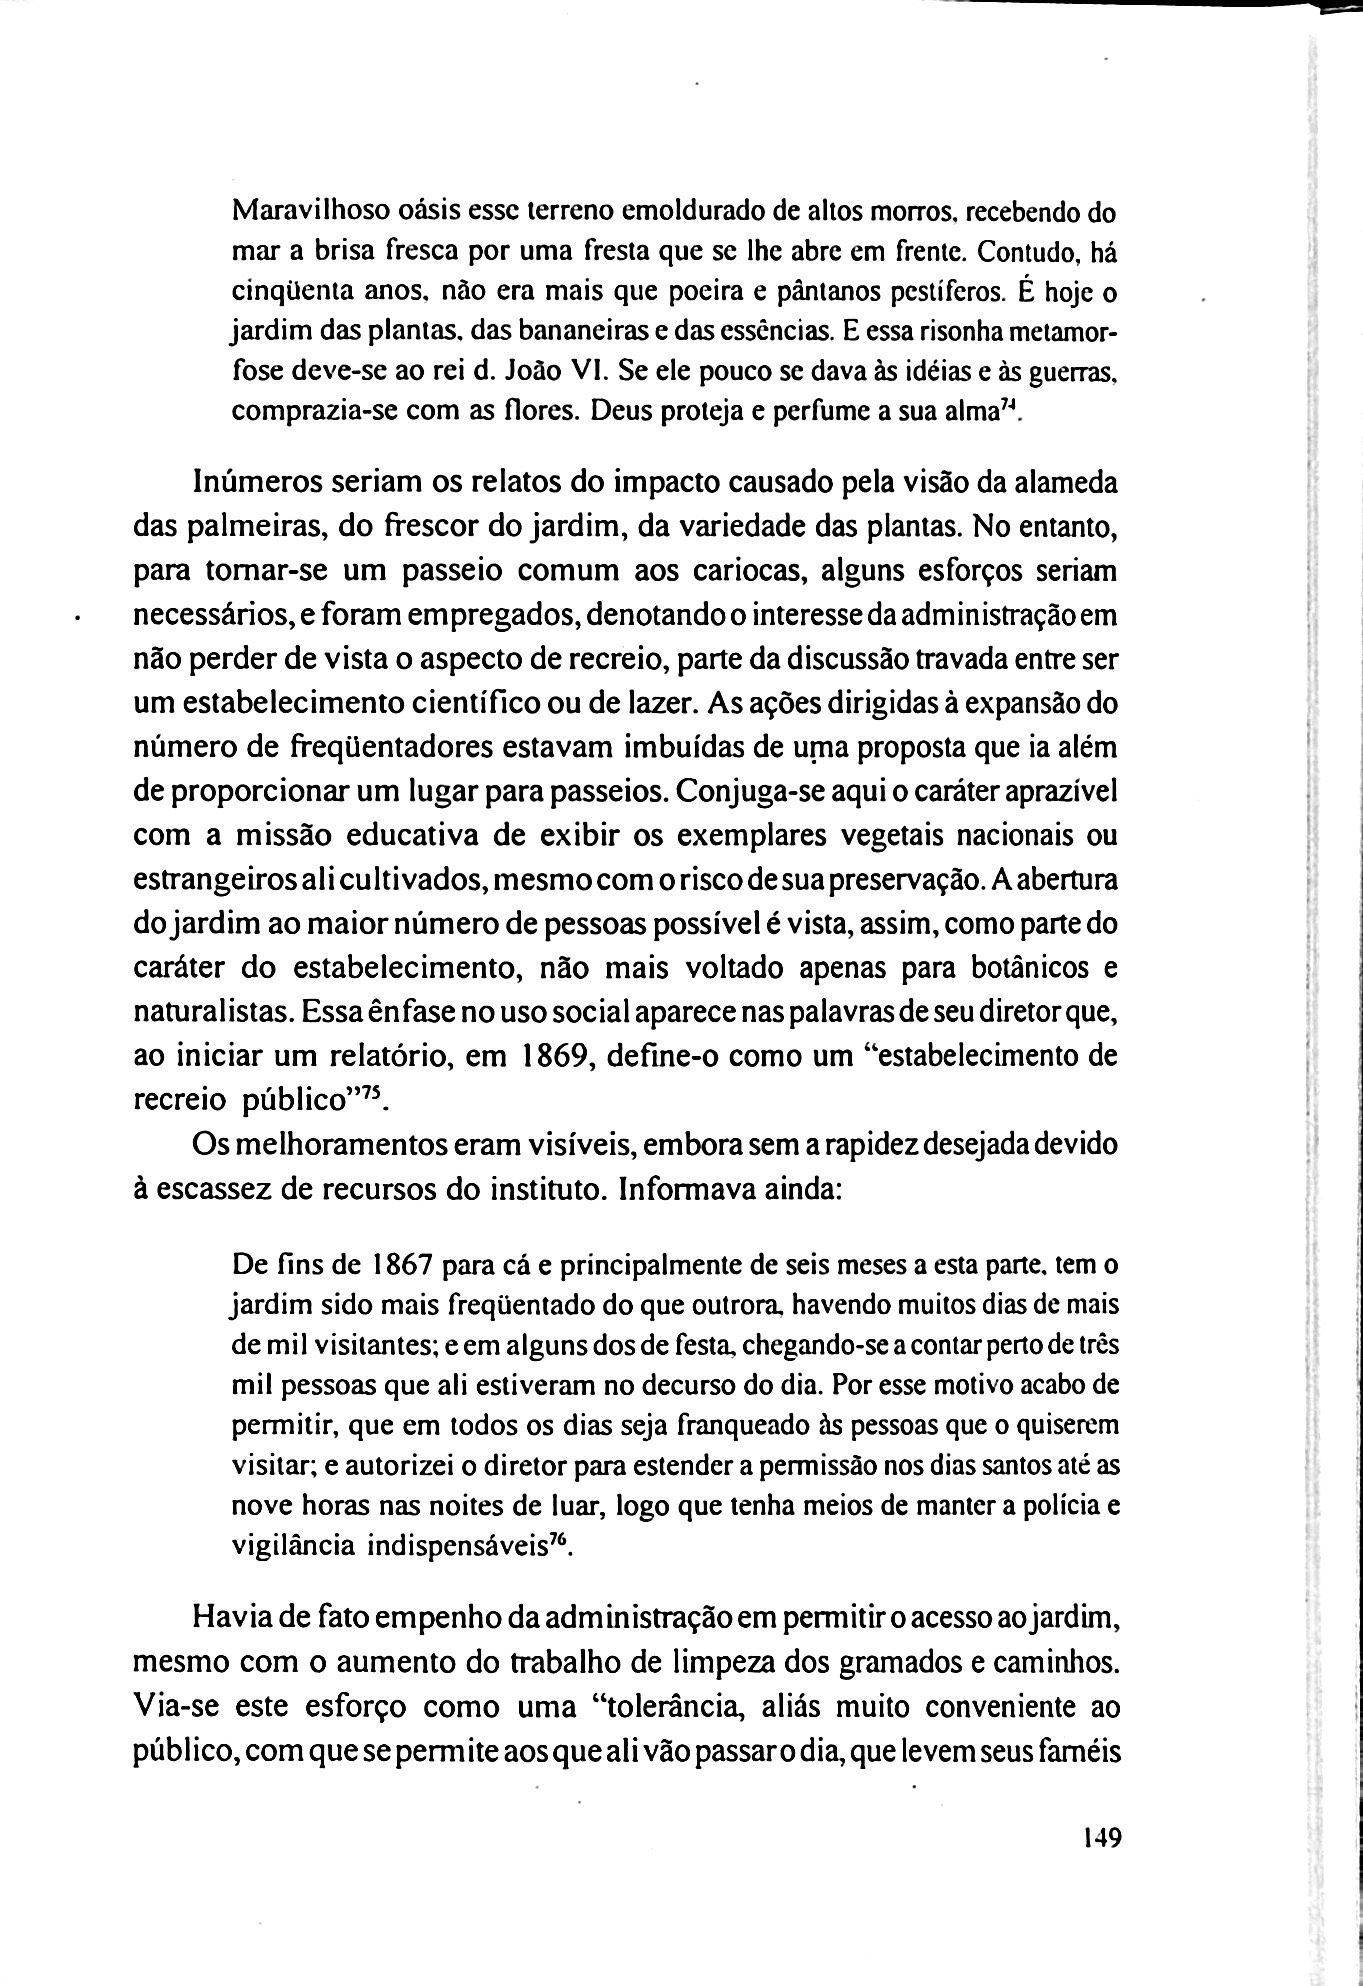 Maravilhoso oásis esse terreno emoldurado de altos morros, recebendo do
mar a brisa fresca por uma fresta que se lhe abre em frente. Contudo, há
cinqüenta anos, não era mais que poeira e pântanos pestíferos. É hoje o
jardim das plantas, das bananeiras e das essências. E essa risonha metamor-
fose deve-se ao rei d. João VI. Se ele pouco se dava às idéias e às guerras,
comprazia-se com as flores. Deus proteja e perfume a sua alma⁷⁴.
Inúmeros seriam os relatos do impacto causado pela visão da alameda
das palmeiras, do frescor do jardim, da variedade das plantas. No entanto,
para tornar-se um passeio comum aos cariocas, alguns esforços seriam
necessários, e foram empregados, denotando o interesse da administração em
não perder de vista o aspecto de recreio, parte da discussão travada entre ser
um estabelecimento científico ou de lazer. As ações dirigidas à expansão do
número de freqüentadores estavam imbuídas de uma proposta que ia além
de proporcionar um lugar para passeios. Conjuga-se aqui o caráter aprazível
com a missão educativa de exibir os exemplares vegetais nacionais ou
estrangeiros ali cultivados, mesmo com o risco de sua preservação. A abertura
do jardim ao maior número de pessoas possível é vista, assim, como parte do
caráter do estabelecimento, não mais voltado apenas para botânicos e
naturalistas. Essa ênfase no uso social aparece nas palavras de seu diretor que,
ao iniciar um relatório, em 1869, define-o como um “estabelecimento de
recreio público”⁷⁵.
Os melhoramentos eram visíveis, embora sem a rapidez desejada devido
à escassez de recursos do instituto. Informava ainda:
De fins de 1867 para cá e principalmente de seis meses a esta parte, tem o
jardim sido mais freqüentado do que outrora, havendo muitos dias de mais
de mil visitantes; e em alguns dos de festa, chegando-se a contar perto de três
mil pessoas que ali estiveram no decurso do dia. Por esse motivo acabo de
permitir, que em todos os dias seja franqueado às pessoas que o quiserem
visitar; e autorizei o diretor para estender a permissão nos dias santos até as
nove horas nas noites de luar, logo que tenha meios de manter a polícia e
vigilância indispensáveis⁷⁶.
Havia de fato empenho da administração em permitir o acesso ao jardim,
mesmo com o aumento do trabalho de limpeza dos gramados e caminhos.
Via-se este esforço como uma “tolerância, aliás muito conveniente ao
público, com que se permite aos que ali vão passar o dia, que levem seus farnéis
149